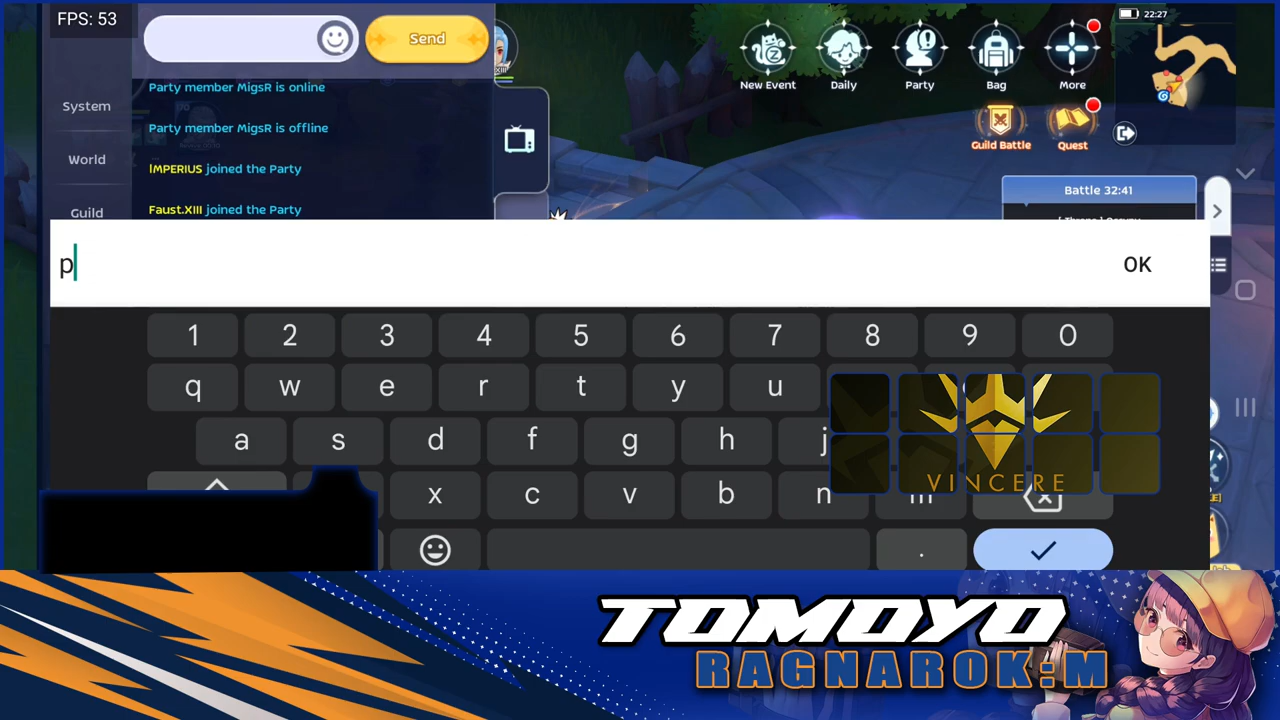 FPS: 53
Send
22:27
New Event
Daily
Party
Bag
More
Guild Battle
Quest
System
World
Guild
Party member MigsR is online
Party member MigsR is offline
IMPERIUS joined the Party
Faust.XIII joined the Party
Battle 32:41
p
OK
1 2 3 4 5 6 7 8 9 0
q w e r t y u
a s d f g h j
x c v b n m
.
VINCERE
TOMOYO
RAGNAROK:M